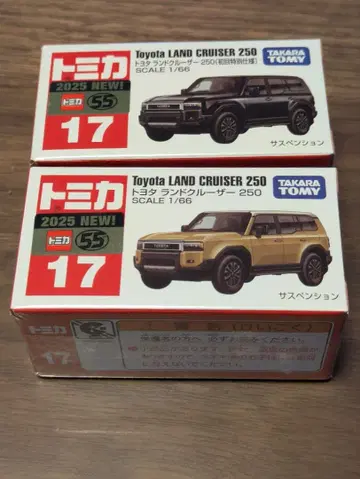 トミカ
2025 NEW!
トミカ 55
17
Toyota LAND CRUISER 250
トヨタ ランドクルーザー 250(初回特別仕様)
SCALE 1/66
TAKARA TOMY
サスペンション
トミカ
2025 NEW!
トミカ 55
17
Toyota LAND CRUISER 250
トヨタ ランドクルーザー 250
SCALE 1/66
TAKARA TOMY
サスペンション
トミカ
17